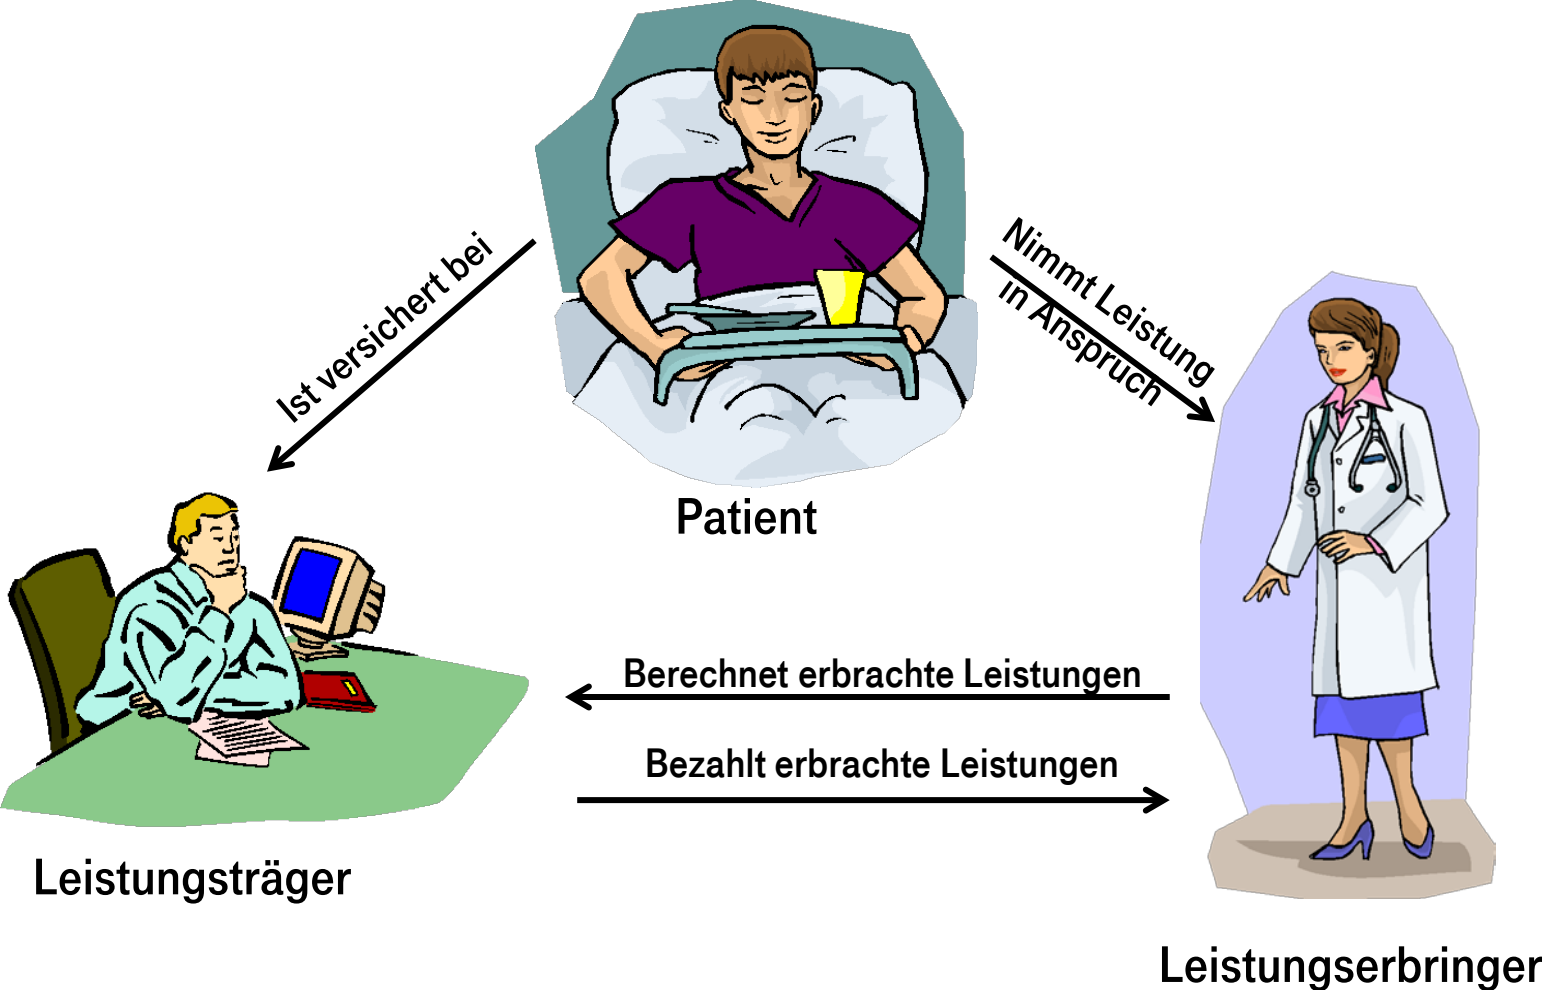 Ist versichert bei
Nimmt Leistung
in Anspruch
Patient
Berechnet erbrachte Leistungen
Bezahlt erbrachte Leistungen
Leistungsträger
Leistungserbringer